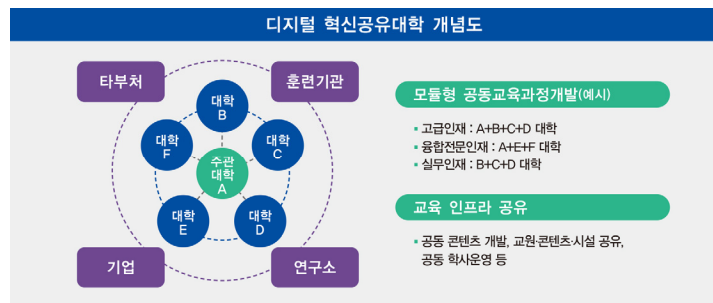 디지털 혁신공유대학 개념도
타부처
훈련기관
대학
B
대학
F
대학
C
주관
대학
A
대학
E
대학
D
기업
연구소
모듈형 공동교육과정개발(예시)
▪ 고급인재 : A+B+C+D 대학
▪ 융합전문인재 : A+E+F 대학
▪ 실무인재 : B+C+D 대학
교육 인프라 공유
▪ 공동 콘텐츠 개발, 교원·콘텐츠·시설 공유,
공동 학사운영 등